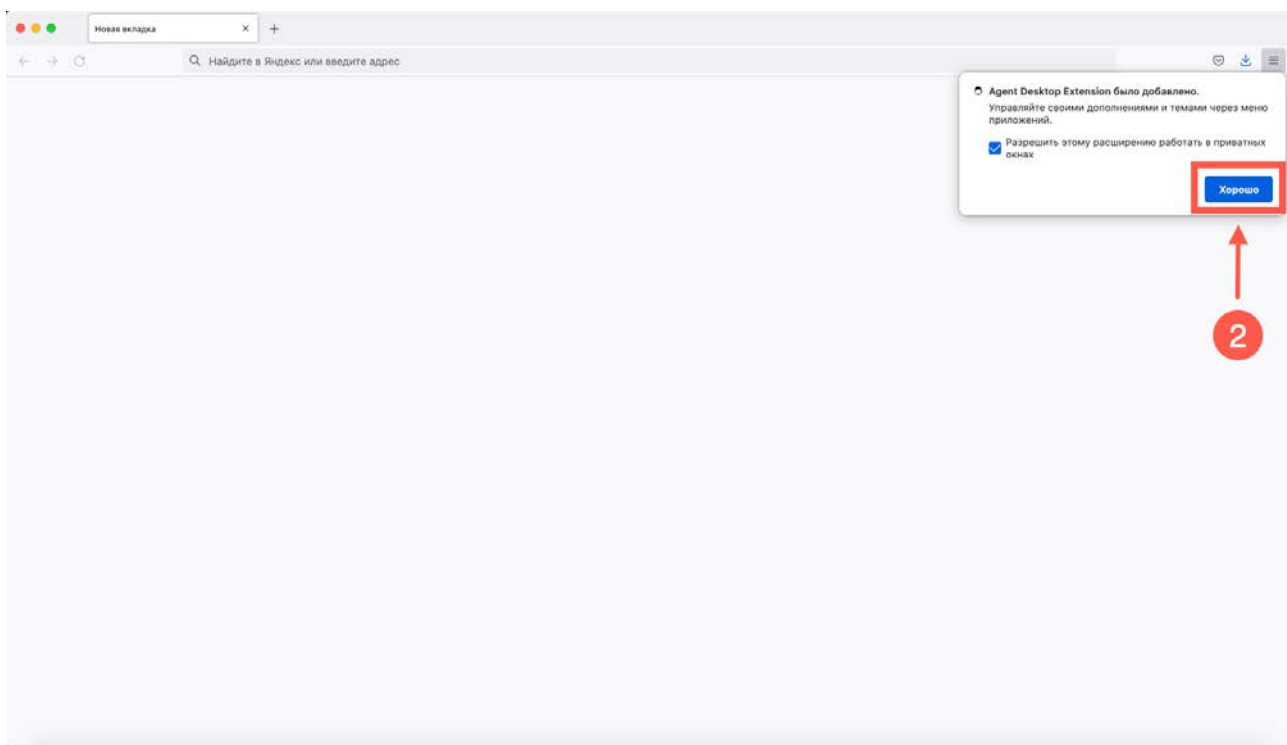 Новая вкладка
Найдите в Яндекс или введите адрес
Agent Desktop Extension было добавлено.
Управляйте своими дополнениями и темами через меню
приложений.
Разрешить этому расширению работать в приватных
окнах
Хорошо
2